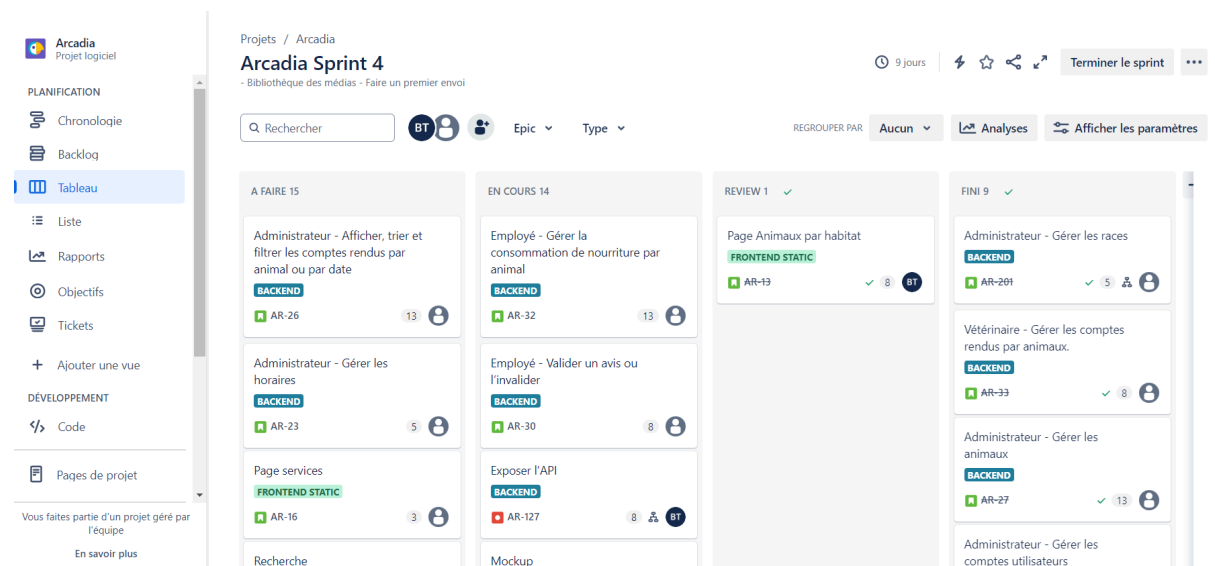 Arcadia
Projet logiciel
PLANIFICATION
Chronologie
Backlog
Tableau
Liste
Rapports
Objectifs
Tickets
Ajouter une vue
DÉVELOPPEMENT
Code
Pages de projet
Vous faites partie d'un projet géré par
l'équipe
En savoir plus
Projets / Arcadia
Arcadia Sprint 4
- Bibliothèque des médias - Faire un premier envoi
9 jours
Terminer le sprint
Rechercher
BT
Epic
Type
REGROUPER PAR
Aucun
Analyses
Afficher les paramètres
A FAIRE 15
Administrateur - Afficher, trier et
filtrer les comptes rendus par
animal ou par date
BACKEND
AR-26 13
Administrateur - Gérer les
horaires
BACKEND
AR-23 5
Page services
FRONTEND STATIC
AR-16 3
Recherche
EN COURS 14
Employé - Gérer la
consommation de nourriture par
animal
BACKEND
AR-32 13
Employé - Valider un avis ou
l'invalider
BACKEND
AR-30 8
Exposer l'API
BACKEND
AR-127 8 BT
Mockup
REVIEW 1
Page Animaux par habitat
FRONTEND STATIC
AR-13 8 BT
FINI 9
Administrateur - Gérer les races
BACKEND
AR-201 5
Vétérinaire - Gérer les comptes
rendus par animaux.
BACKEND
AR-33 8
Administrateur - Gérer les
animaux
BACKEND
AR-27 13
Administrateur - Gérer les
comptes utilisateurs